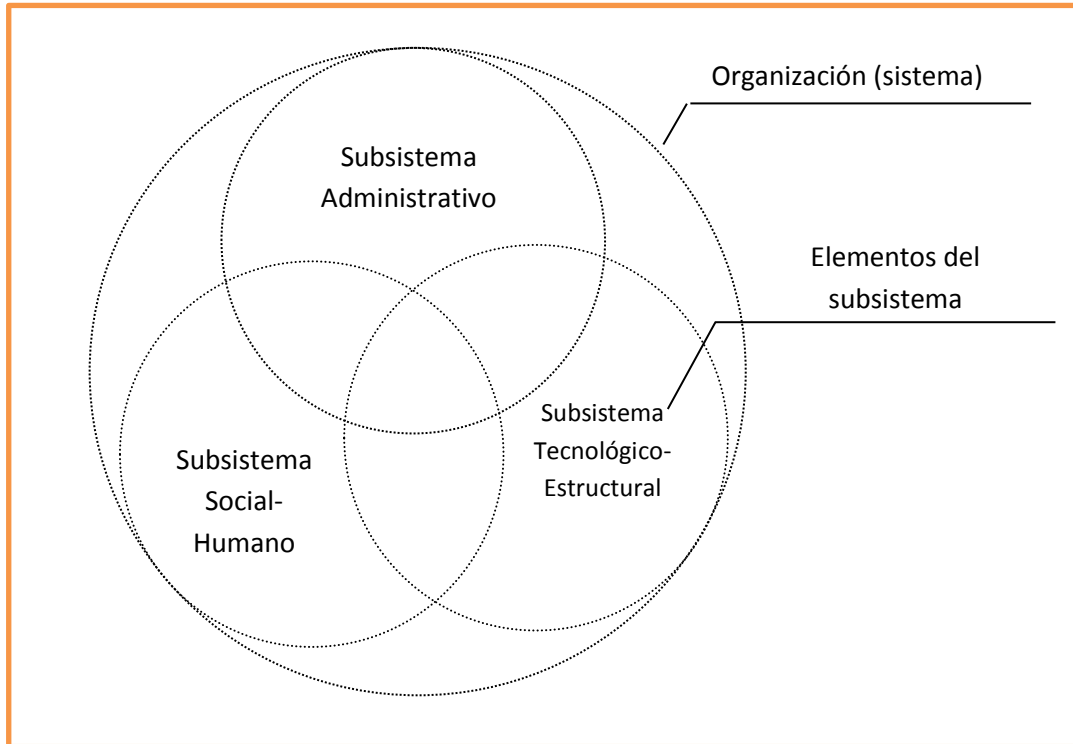 Organización (sistema)
Subsistema
Administrativo
Elementos del
subsistema
Subsistema
Tecnológico-
Estructural
Subsistema
Social-
Humano